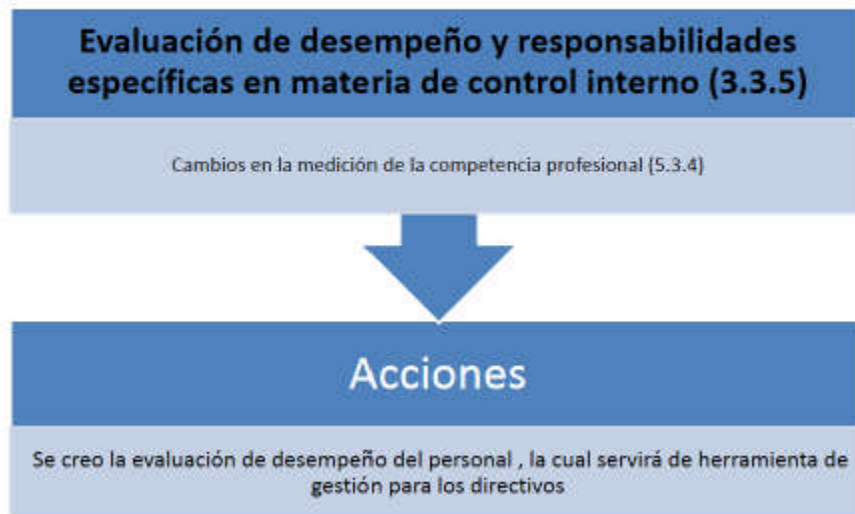 Evaluación de desempeño y responsabilidades
específicas en materia de control interno (3.3.5)
Cambios en la medición de la competencia profesional (5.3.4)
Acciones
Se creo la evaluación de desempeño del personal , la cual servirá de herramienta de
gestión para los directivos